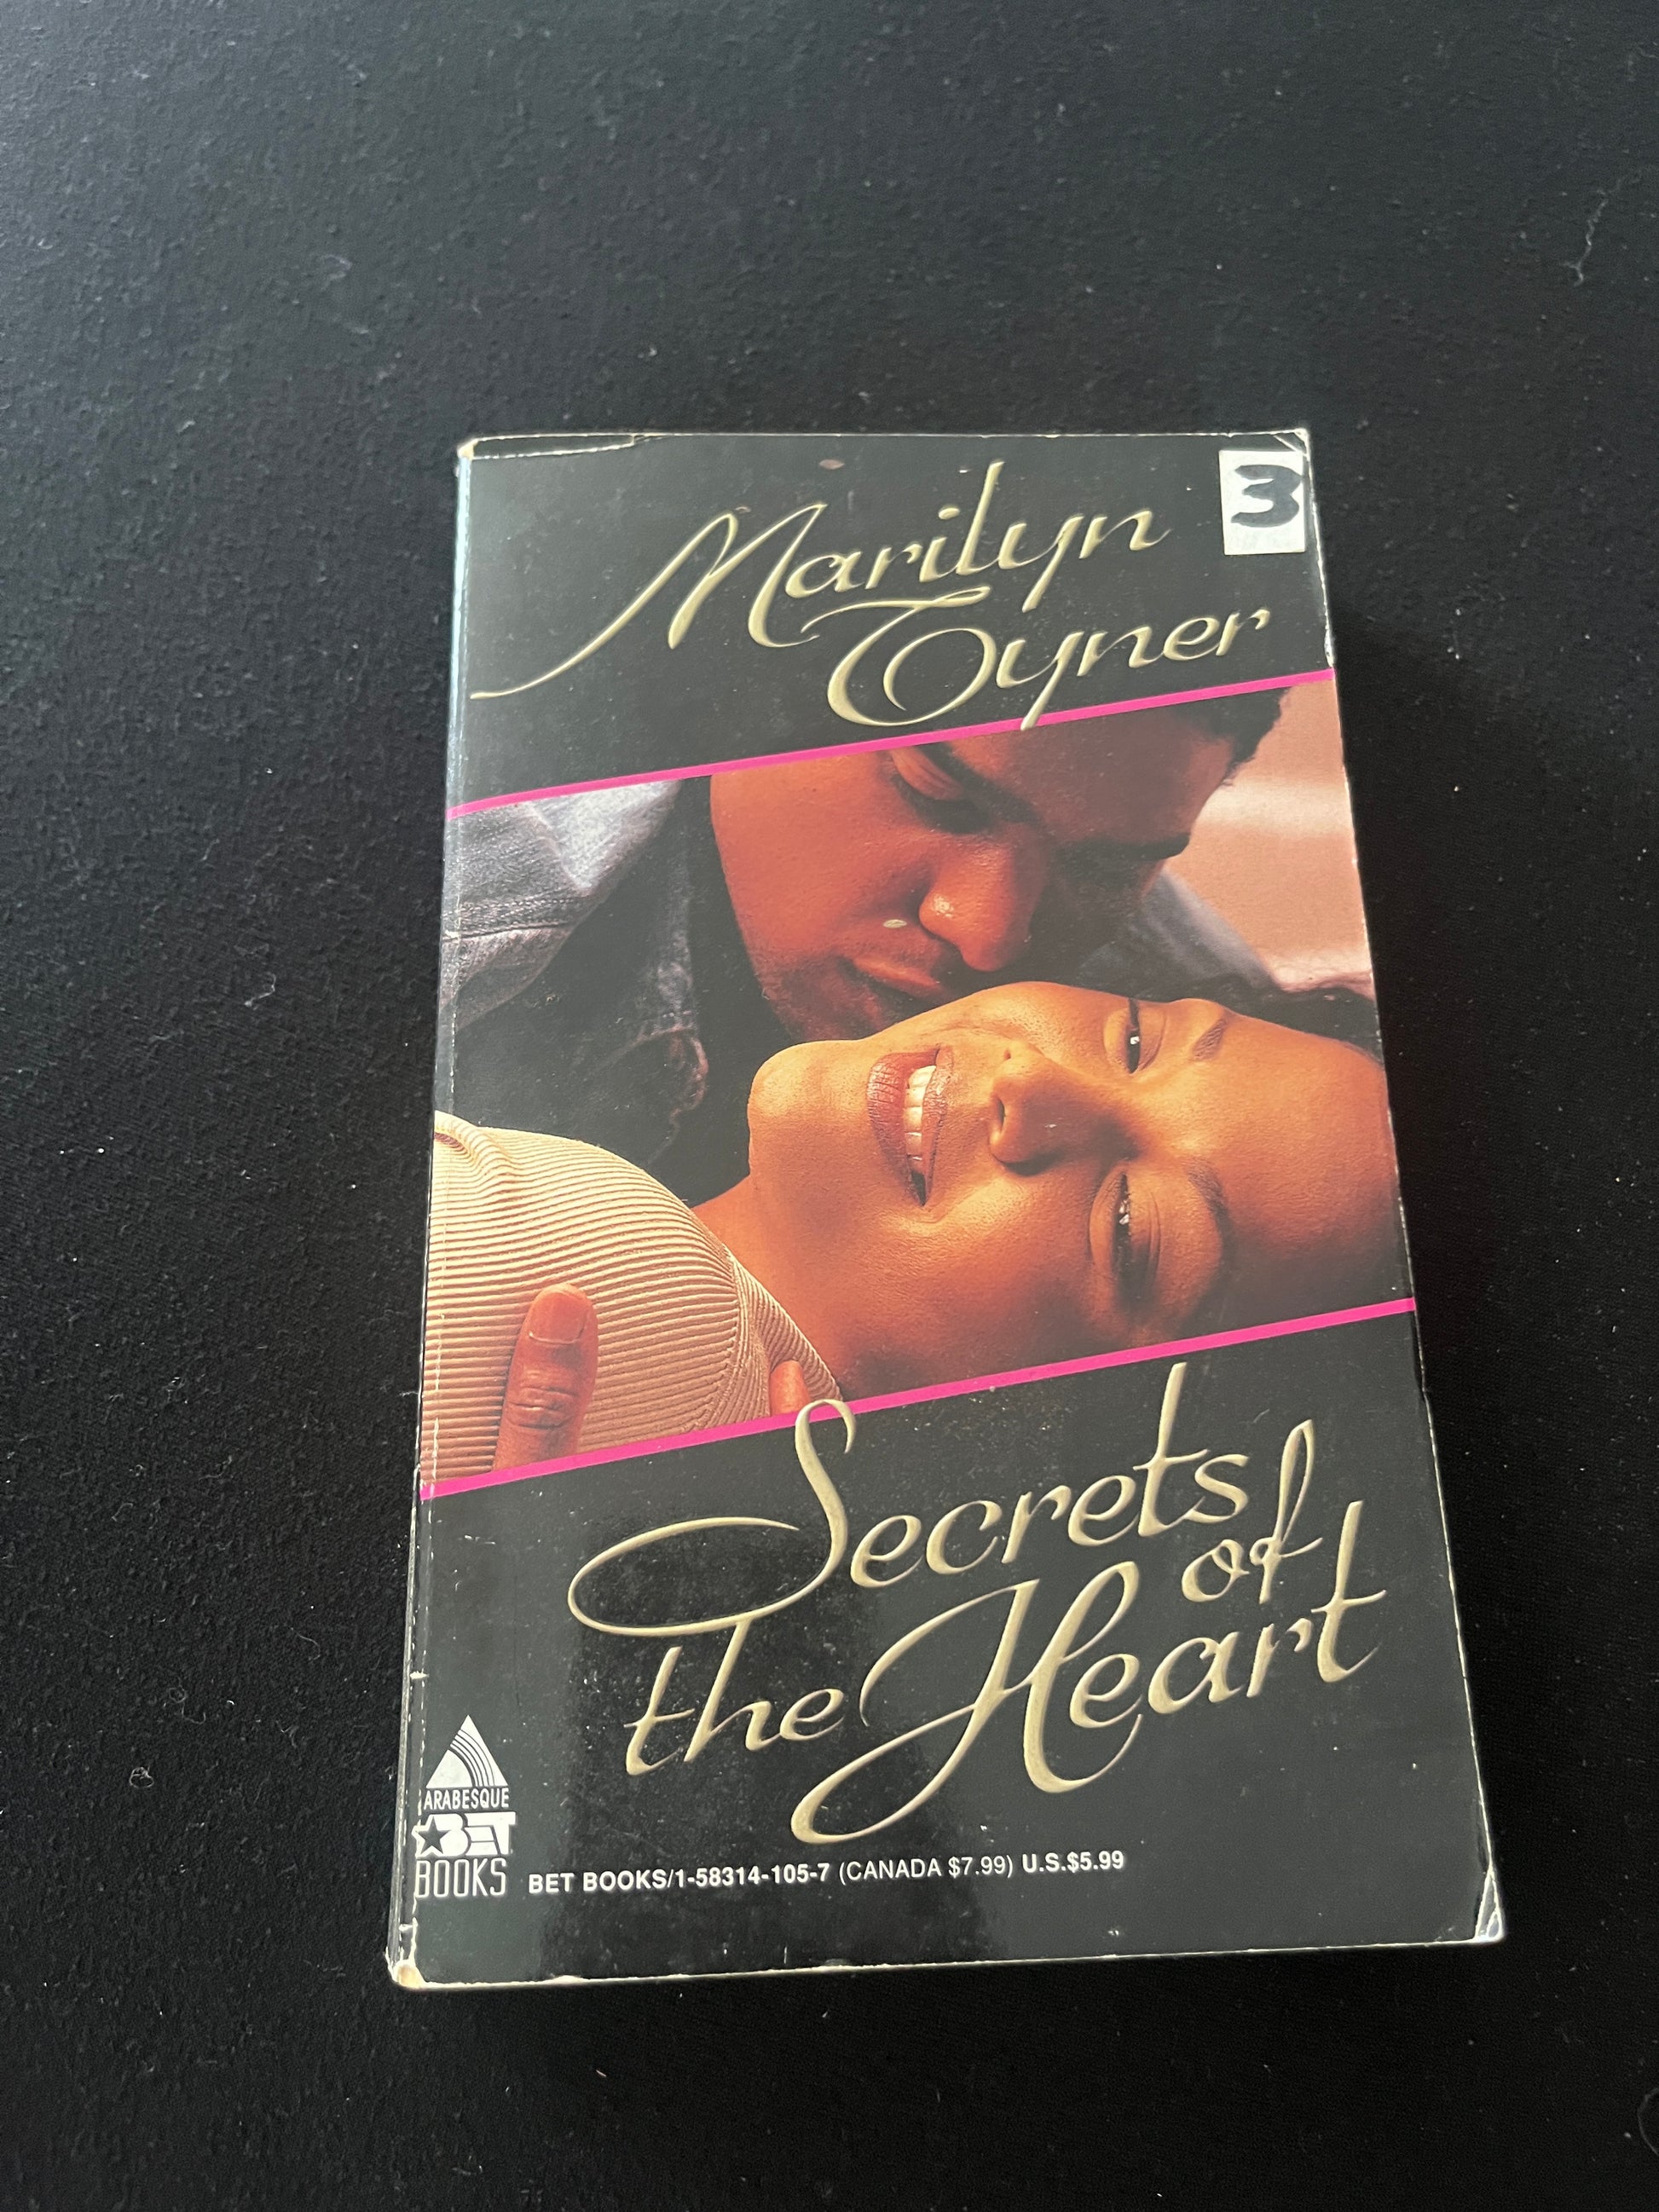 3
Marilyn
Tyner
Secrets
of
the Heart
ARABESQUE
BET
BOOKS
BET BOOKS/1-58314-105-7 (CANADA $7.99) U.S.$5.99